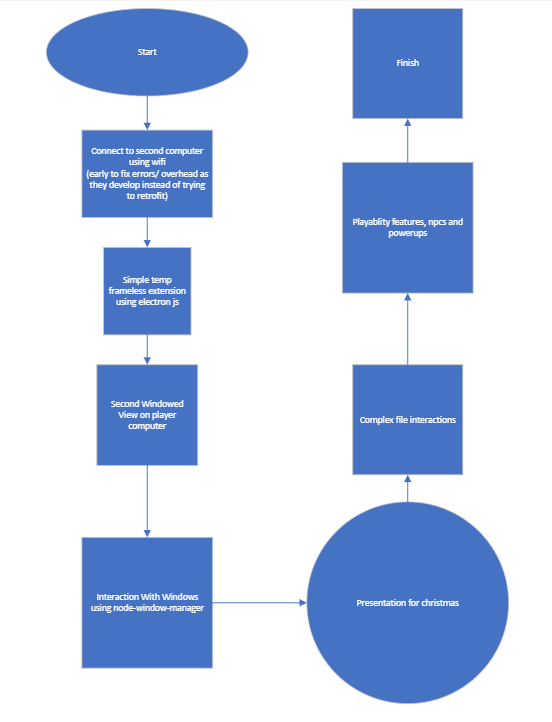 Start
Connect to second computer
using wifi
(early to fix errors/ overhead as
they develop instead of trying
to retrofit)
Simple temp
frameless extension
using electron js
Second Windowed
View on player
computer
Interaction With Windows
using node-window-manager
Presentation for christmas
Complex file interactions
Playablity features, npcs and
powerups
Finish